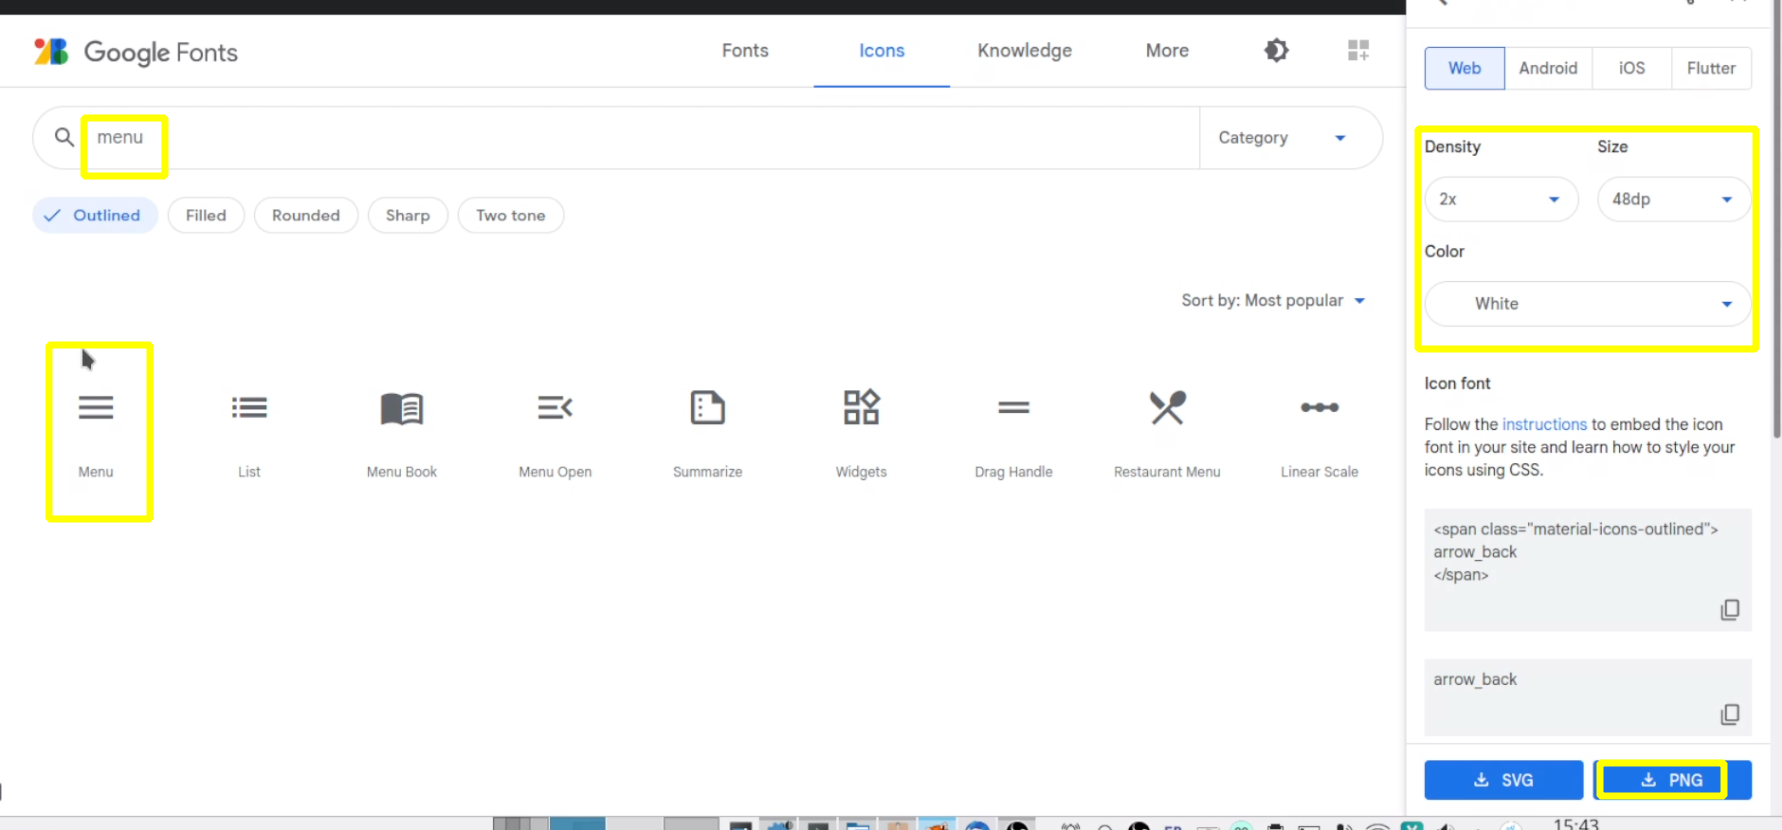 Google Fonts
Fonts
Icons
Knowledge
More
menu
Category
Outlined
Filled
Rounded
Sharp
Two tone
Sort by: Most popular
Menu
List
Menu Book
Menu Open
Summarize
Widgets
Drag Handle
Restaurant Menu
Linear Scale
Web
Android
iOS
Flutter
Density
Size
2x
48dp
Color
White
Icon font
Follow the instructions to embed the icon
font in your site and learn how to style your
icons using CSS.
<span class="material-icons-outlined">
arrow_back
</span>
arrow_back
SVG
PNG
15:43